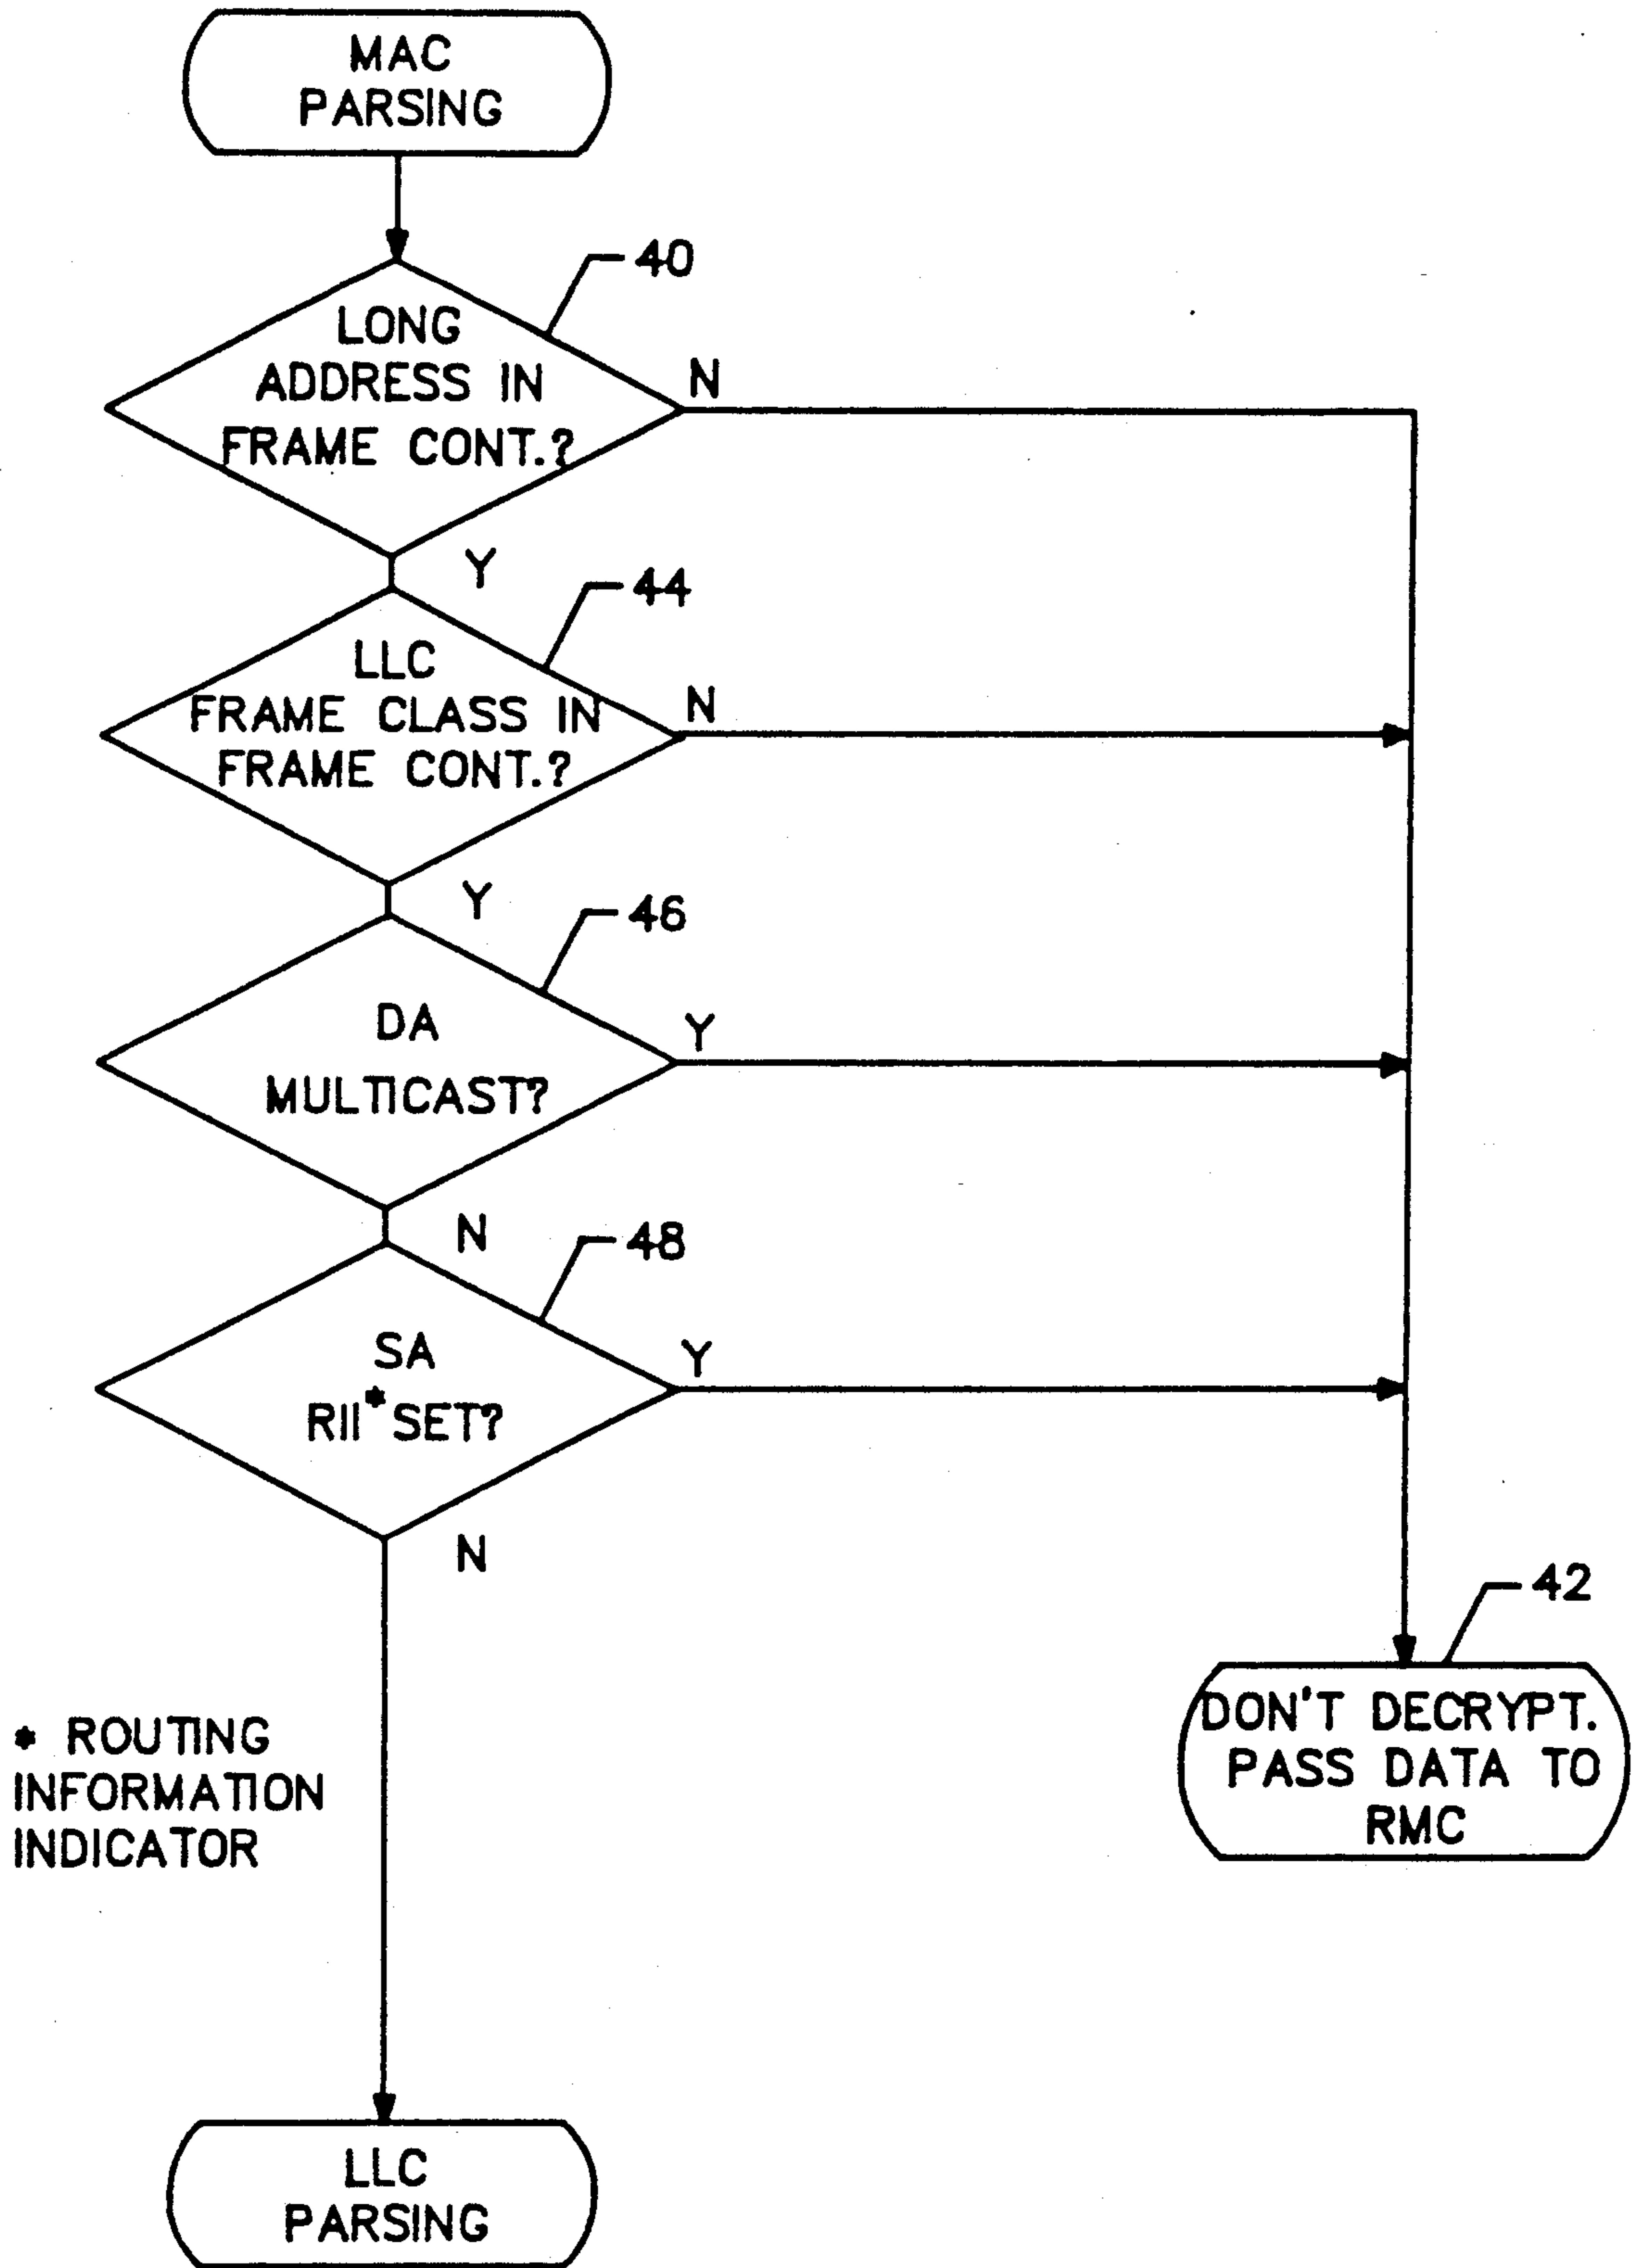 MAC
PARSING
40
LONG
ADDRESS IN
FRAME CONT.?
N
Y
44
LLC
FRAME CLASS IN
FRAME CONT.?
N
Y
46
DA
MULTICAST?
Y
N
48
SA
RII* SET?
Y
N
42
DON'T DECRYPT.
PASS DATA TO
RMC
* ROUTING
INFORMATION
INDICATOR
LLC
PARSING